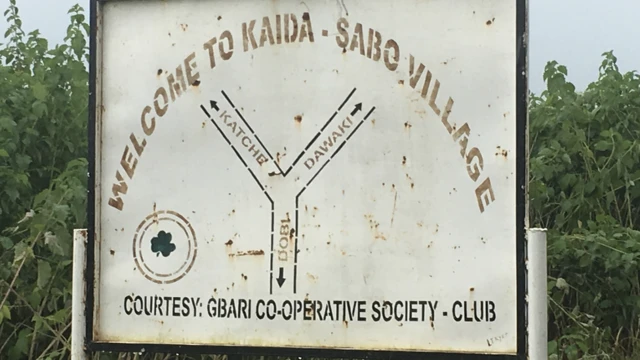 WELCOME TO KAIDA - SABO VILLAGE
KATCHE
DAWAKI
DOBI
COURTESY: GBARI CO-OPERATIVE SOCIETY - CLUB